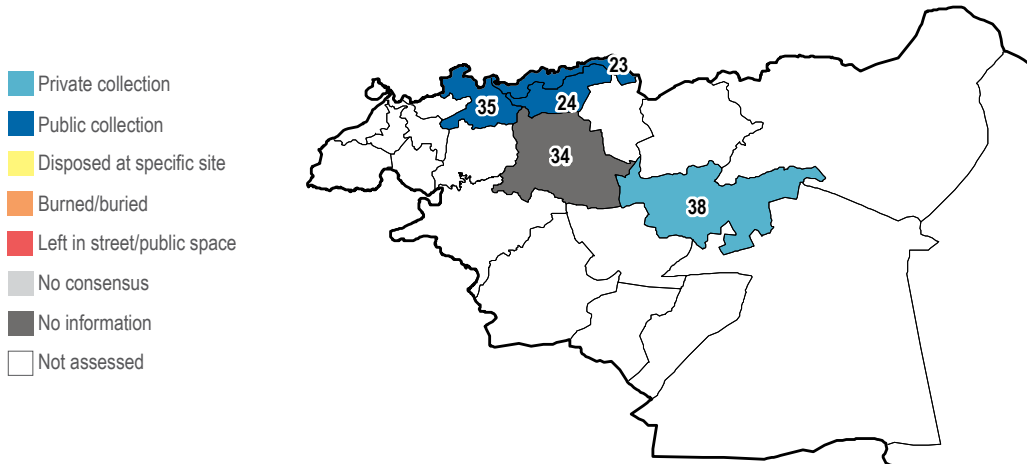 Private collection
Public collection
Disposed at specific site
Burned/buried
Left in street/public space
No consensus
No information
Not assessed
23
35
24
34
38